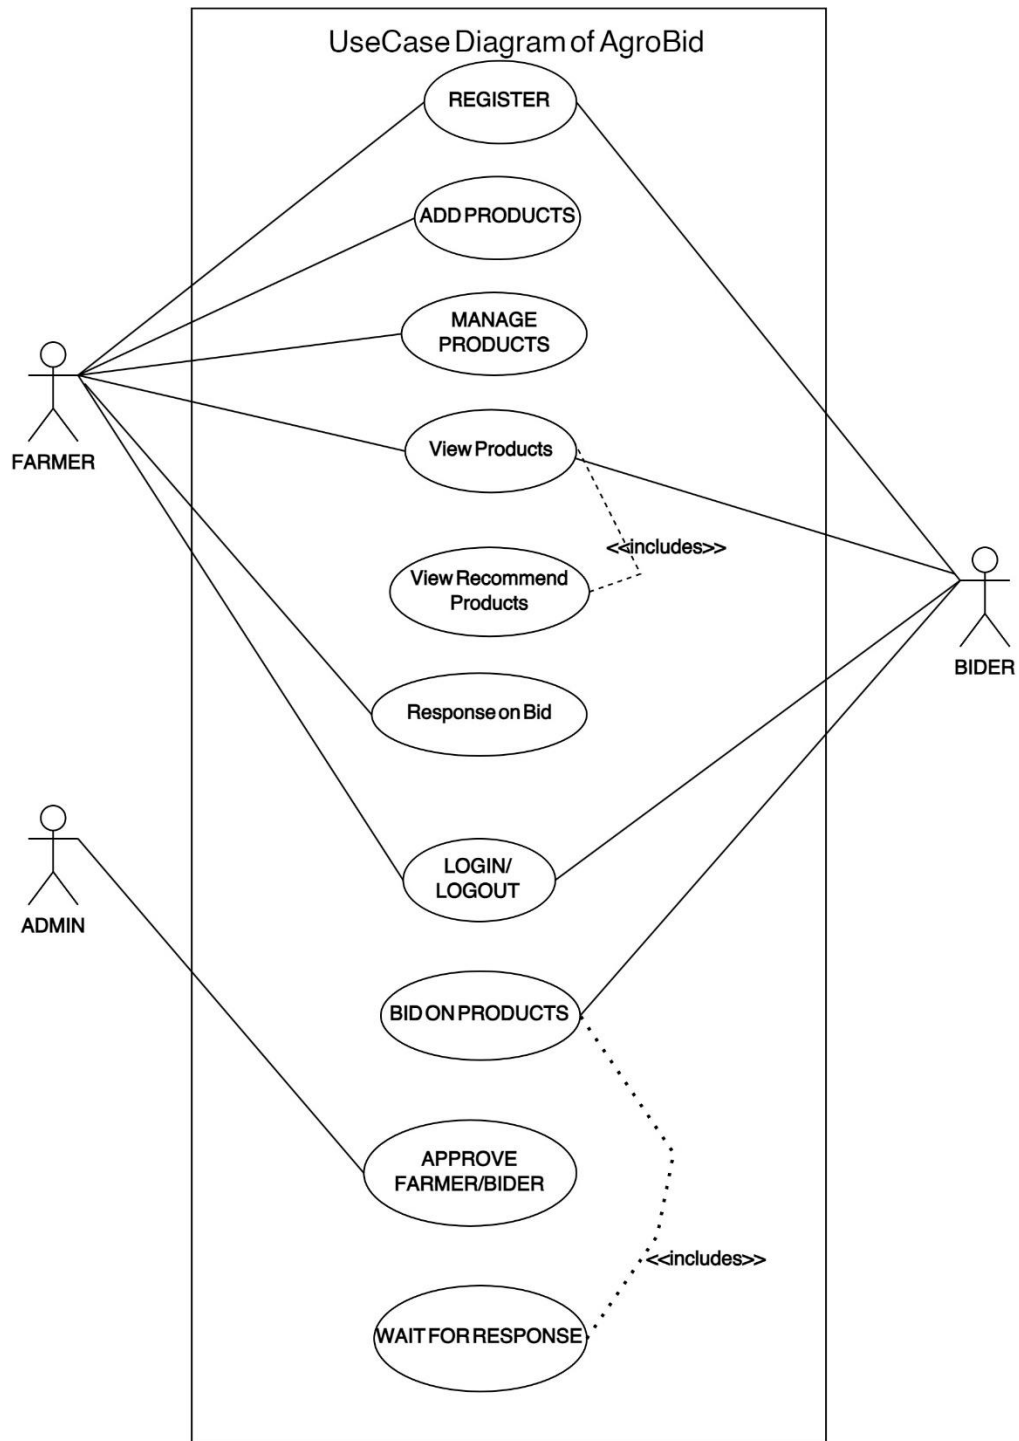 UseCase Diagram of AgroBid
REGISTER
ADD PRODUCTS
MANAGE
PRODUCTS
FARMER
View Products
<<includes>>
View Recommend
Products
BIDER
Response on Bid
LOGIN/
LOGOUT
ADMIN
BID ON PRODUCTS
APPROVE
FARMER/BIDER
<<includes>>
WAIT FOR RESPONSE